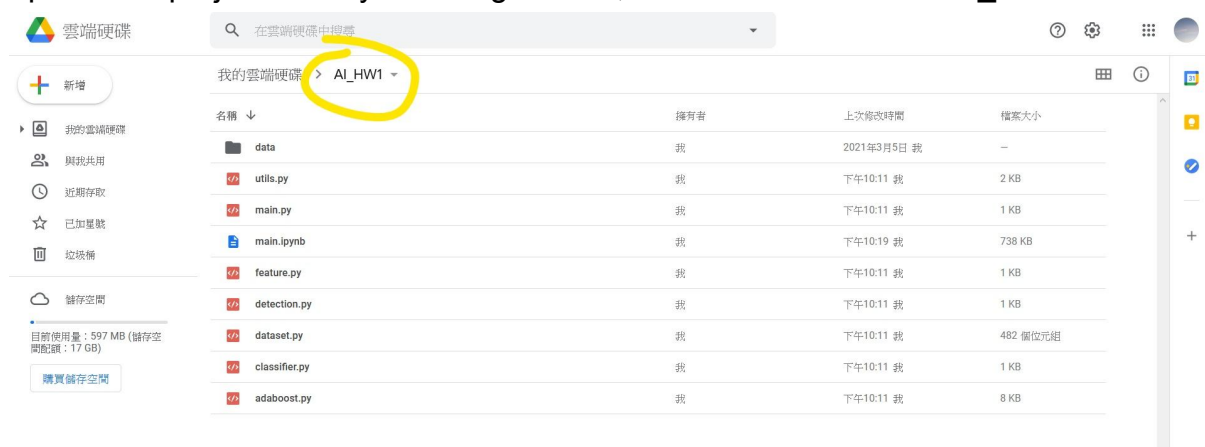 雲端硬碟
在雲端硬碟中搜尋
新增
我的雲端硬碟
與我共用
近期存取
已加星號
垃圾桶
儲存空間
目前使用量：597 MB (儲存空
間配額：17 GB)
購買儲存空間
我的雲端硬碟 > AI_HW1
名稱 擁有者 上次修改時間 檔案大小
data 我 2021年3月5日 我 —
utils.py 我 下午10:11 我 2 KB
main.py 我 下午10:11 我 1 KB
main.ipynb 我 下午10:19 我 738 KB
feature.py 我 下午10:11 我 1 KB
detection.py 我 下午10:11 我 1 KB
dataset.py 我 下午10:11 我 482 個位元組
classifier.py 我 下午10:11 我 1 KB
adaboost.py 我 下午10:11 我 8 KB
31